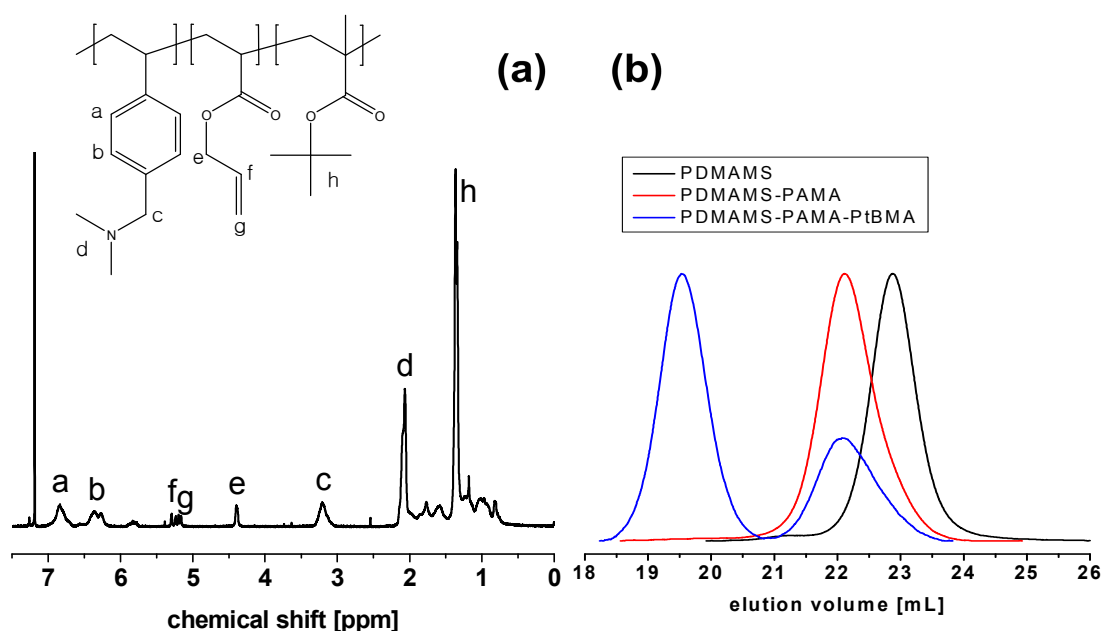 (a)
a
b
c
d
N
O
O
e
f
g
O
O
h
a
b
f
g
e
c
d
h
7
6
5
4
3
2
1
0
chemical shift [ppm]
(b)
PDMAMS
PDMAMS-PAMA
PDMAMS-PAMA-PtBMA
18
19
20
21
22
23
24
25
26
elution volume [mL]